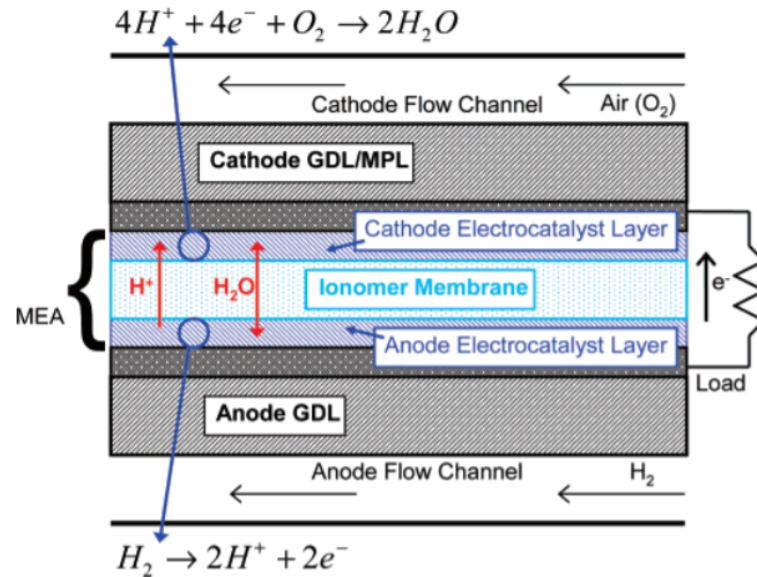 4H⁺ + 4e⁻ + O₂ → 2H₂O
Cathode Flow Channel
Air (O₂)
Cathode GDL/MPL
Cathode Electrocatalyst Layer
H⁺
H₂O
Ionomer Membrane
e⁻
MEA
Anode Electrocatalyst Layer
Load
Anode GDL
Anode Flow Channel
H₂
H₂ → 2H⁺ + 2e⁻